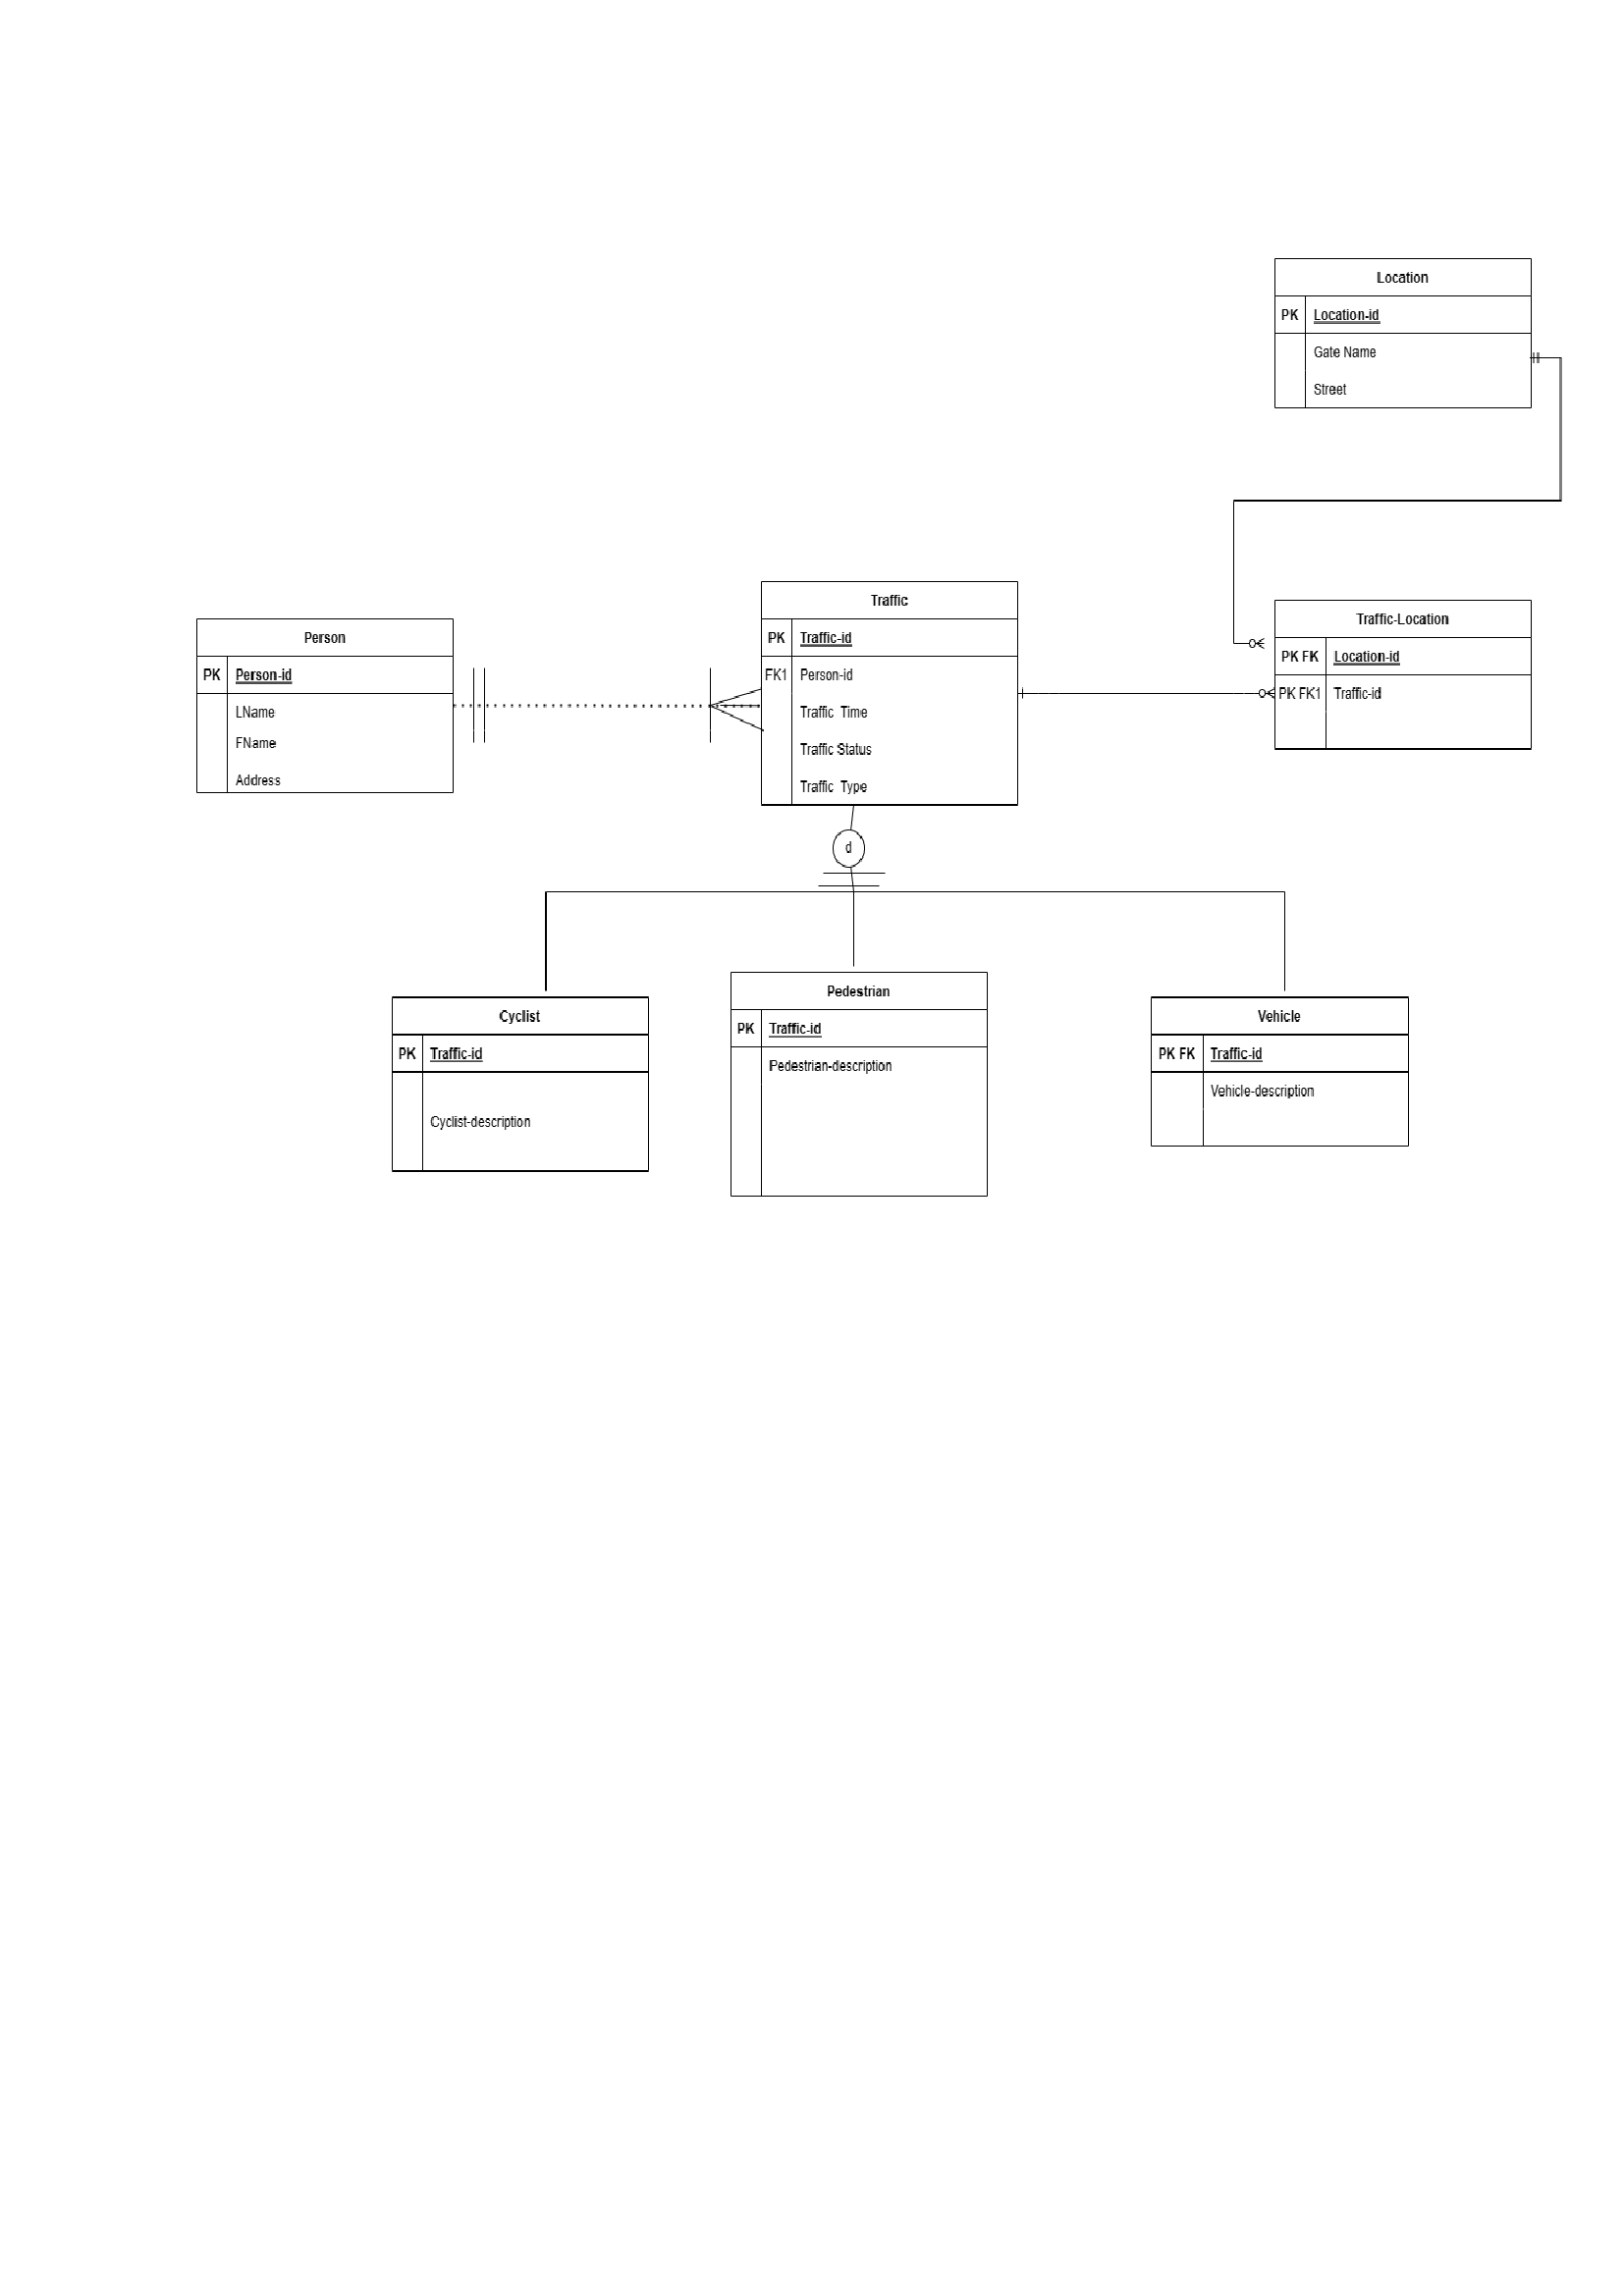 Location
PK Location-id
Gate Name
Street
Person
PK Person-id
LName
FName
Address
Traffic
PK Traffic-id
FK1 Person-id
Traffic Time
Traffic Status
Traffic Type
Traffic-Location
PK FK Location-id
PK FK1 Traffic-id
d
Cyclist
PK Traffic-id
Cyclist-description
Pedestrian
PK Traffic-id
Pedestrian-description
Vehicle
PK FK Traffic-id
Vehicle-description